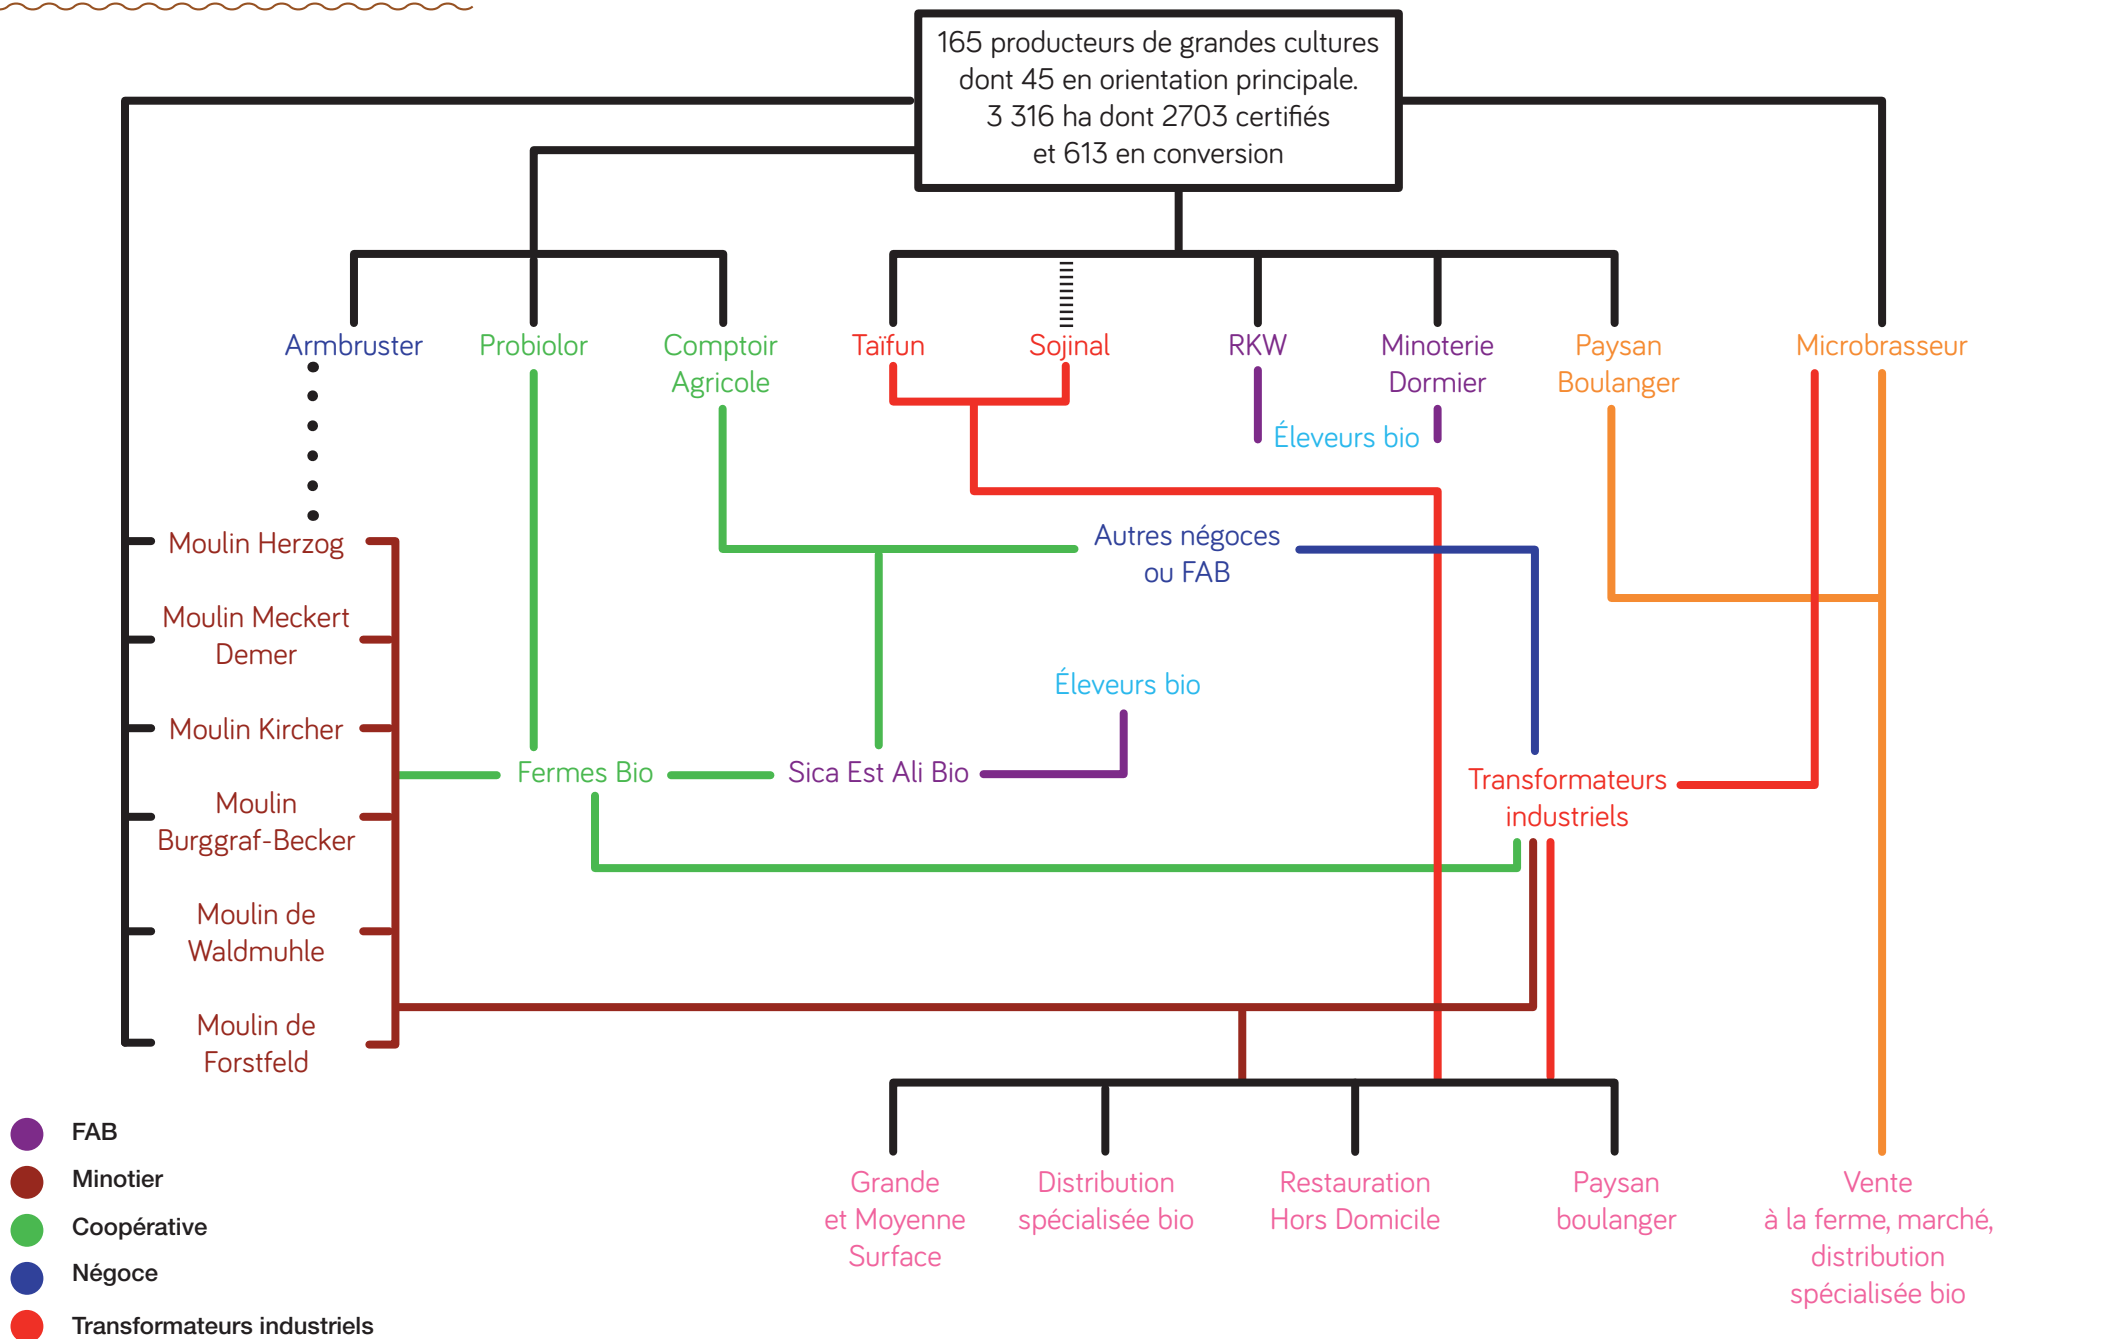 165 producteurs de grandes cultures
dont 45 en orientation principale.
3 316 ha dont 2703 certifiés
et 613 en conversion
Armbruster
Probiolor
Comptoir
Agricole
Taïfun
Sojinal
RKW
Minoterie
Dormier
Paysan
Boulanger
Microbrasseur
Éleveurs bio
Autres négoces
ou FAB
Moulin Herzog
Moulin Meckert
Demer
Moulin Kircher
Moulin
Burggraf-Becker
Moulin de
Waldmuhle
Moulin de
Forstfeld
Éleveurs bio
Fermes Bio
Sica Est Ali Bio
Transformateurs
industriels
Grande
et Moyenne
Surface
Distribution
spécialisée bio
Restauration
Hors Domicile
Paysan
boulanger
Vente
à la ferme, marché,
distribution
spécialisée bio
FAB
Minotier
Coopérative
Négoce
Transformateurs industriels